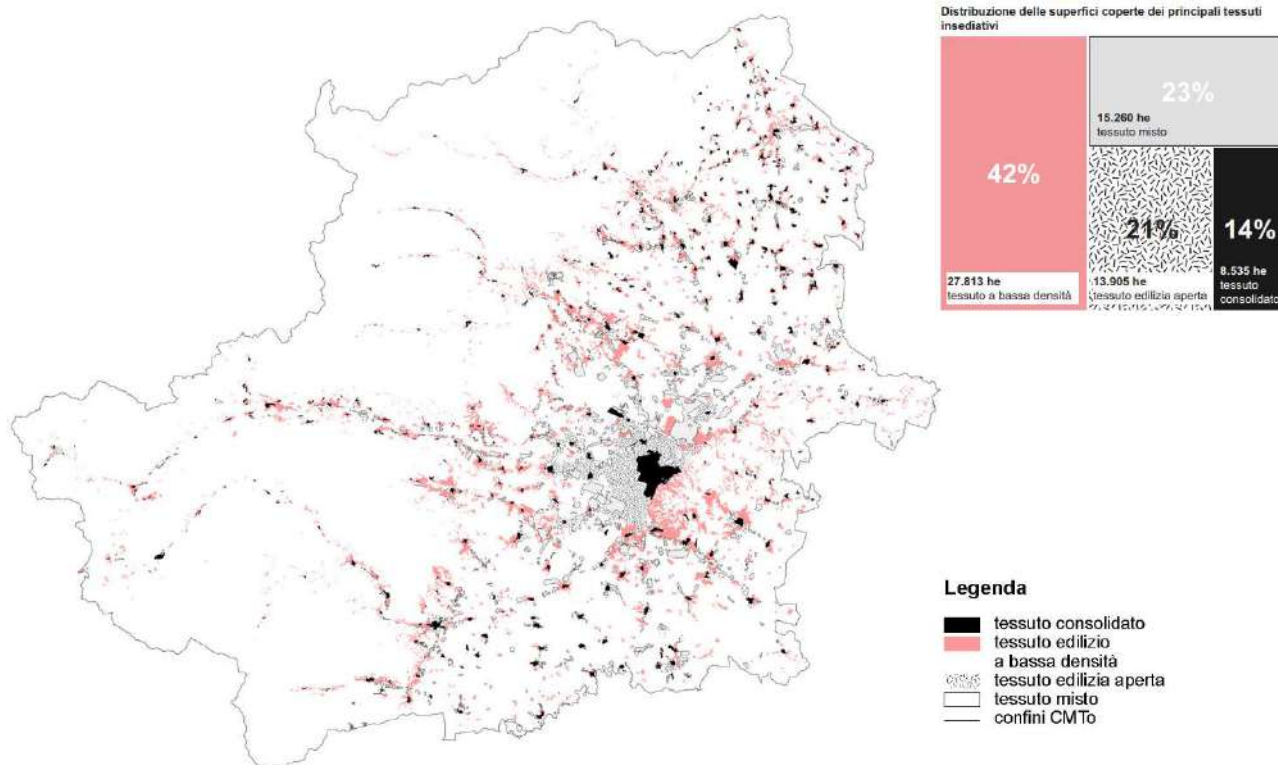 Distribuzione delle superfici coperte dei principali tessuti
insediativi
23%
15.260 he
tessuto misto
42%
21%
14%
27.813 he
tessuto a bassa densità
13.905 he
tessuto edilizia aperta
8.535 he
tessuto
consolidato
Legenda
tessuto consolidato
tessuto edilizio
a bassa densità
tessuto edilizia aperta
tessuto misto
confini CMTo